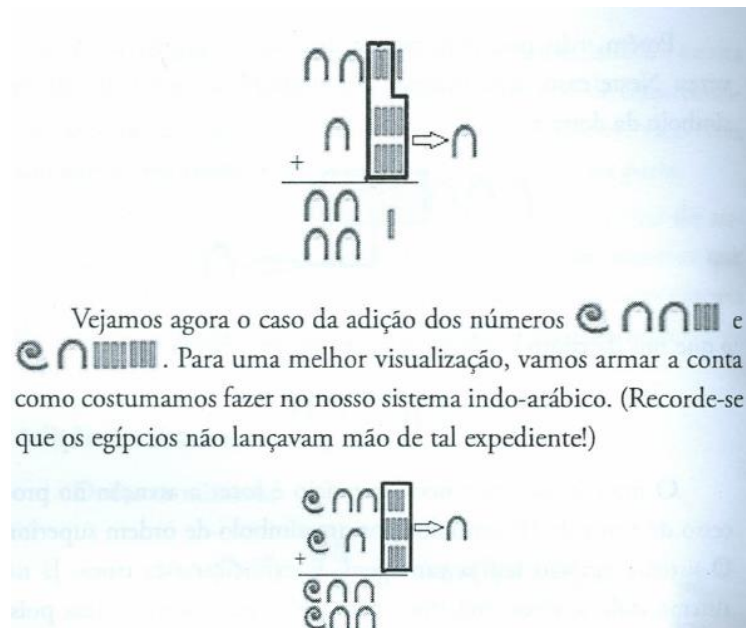 +
Vejamos agora o caso da adição dos números 𓍢 𓎆𓎆 e
𓍢 𓎆 . Para uma melhor visualização, vamos armar a conta
como costumamos fazer no nosso sistema indo-arábico. (Recorde-se
que os egípcios não lançavam mão de tal expediente!)
+